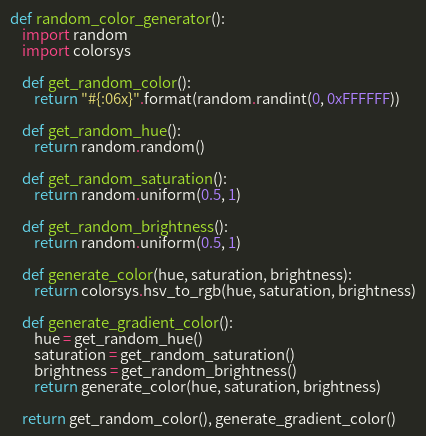 def random_color_generator():
    import random
    import colorsys

    def get_random_color():
        return "#{:06x}".format(random.randint(0, 0xFFFFFF))

    def get_random_hue():
        return random.random()

    def get_random_saturation():
        return random.uniform(0.5, 1)

    def get_random_brightness():
        return random.uniform(0.5, 1)

    def generate_color(hue, saturation, brightness):
        return colorsys.hsv_to_rgb(hue, saturation, brightness)

    def generate_gradient_color():
        hue = get_random_hue()
        saturation = get_random_saturation()
        brightness = get_random_brightness()
        return generate_color(hue, saturation, brightness)

    return get_random_color(), generate_gradient_color()